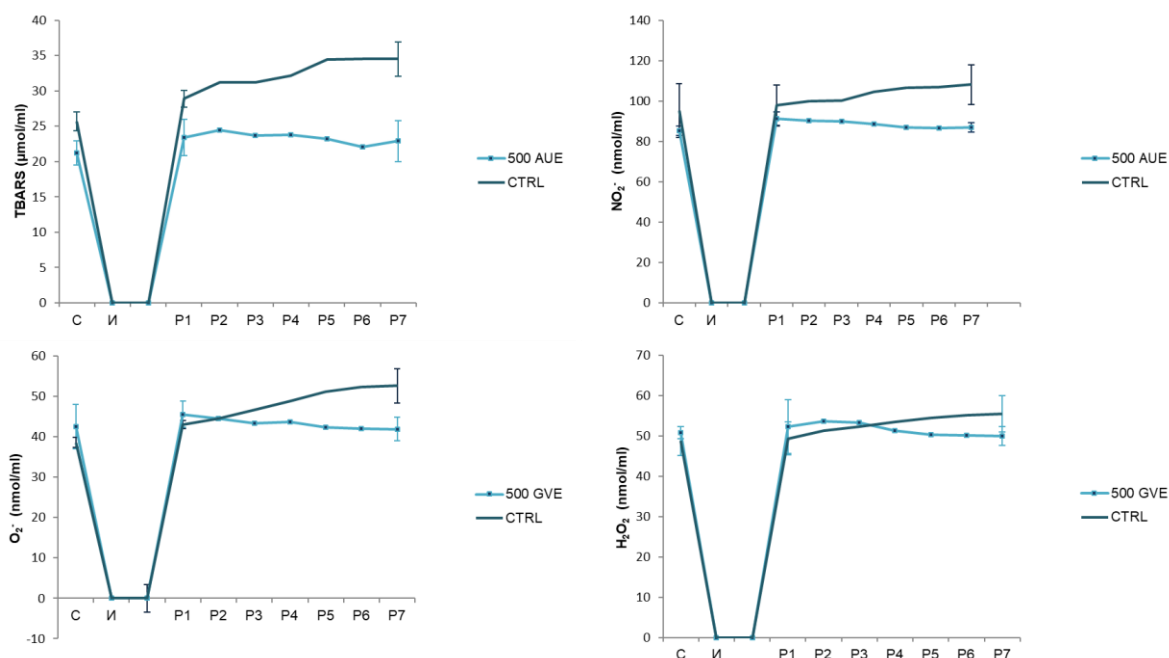 TBARS (µmol/ml)
40
35
30
25
20
15
10
5
0
С И P1 P2 P3 P4 P5 P6 P7
500 AUE
CTRL
NO₂⁻ (nmol/ml)
140
120
100
80
60
40
20
0
С И P1 P2 P3 P4 P5 P6 P7
500 AUE
CTRL
O₂⁻ (nmol/ml)
60
50
40
30
20
10
0
-10
С И P1 P2 P3 P4 P5 P6 P7
500 GVE
CTRL
H₂O₂ (nmol/ml)
70
60
50
40
30
20
10
0
С И P1 P2 P3 P4 P5 P6 P7
500 GVE
CTRL